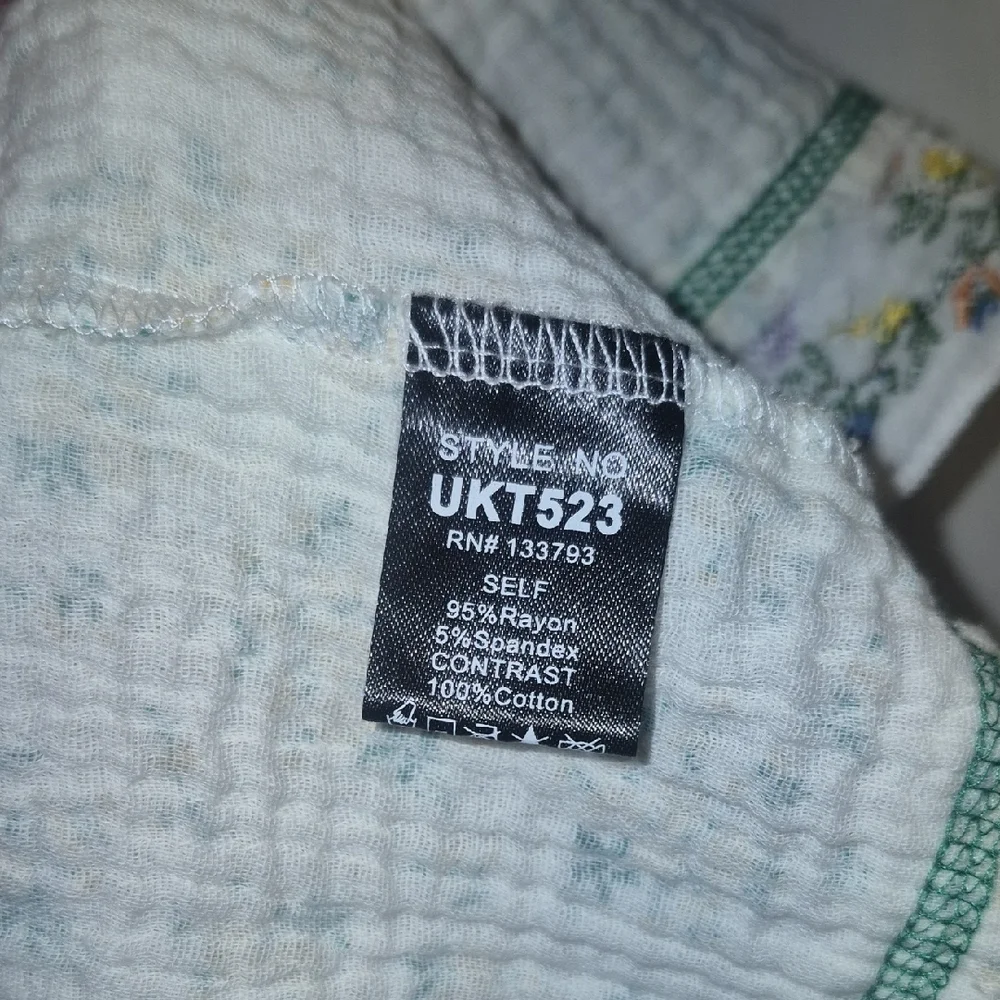 STYLE NO
UKT523
RN# 133793
SELF
95%Rayon
5%Spandex
CONTRAST
100%Cotton